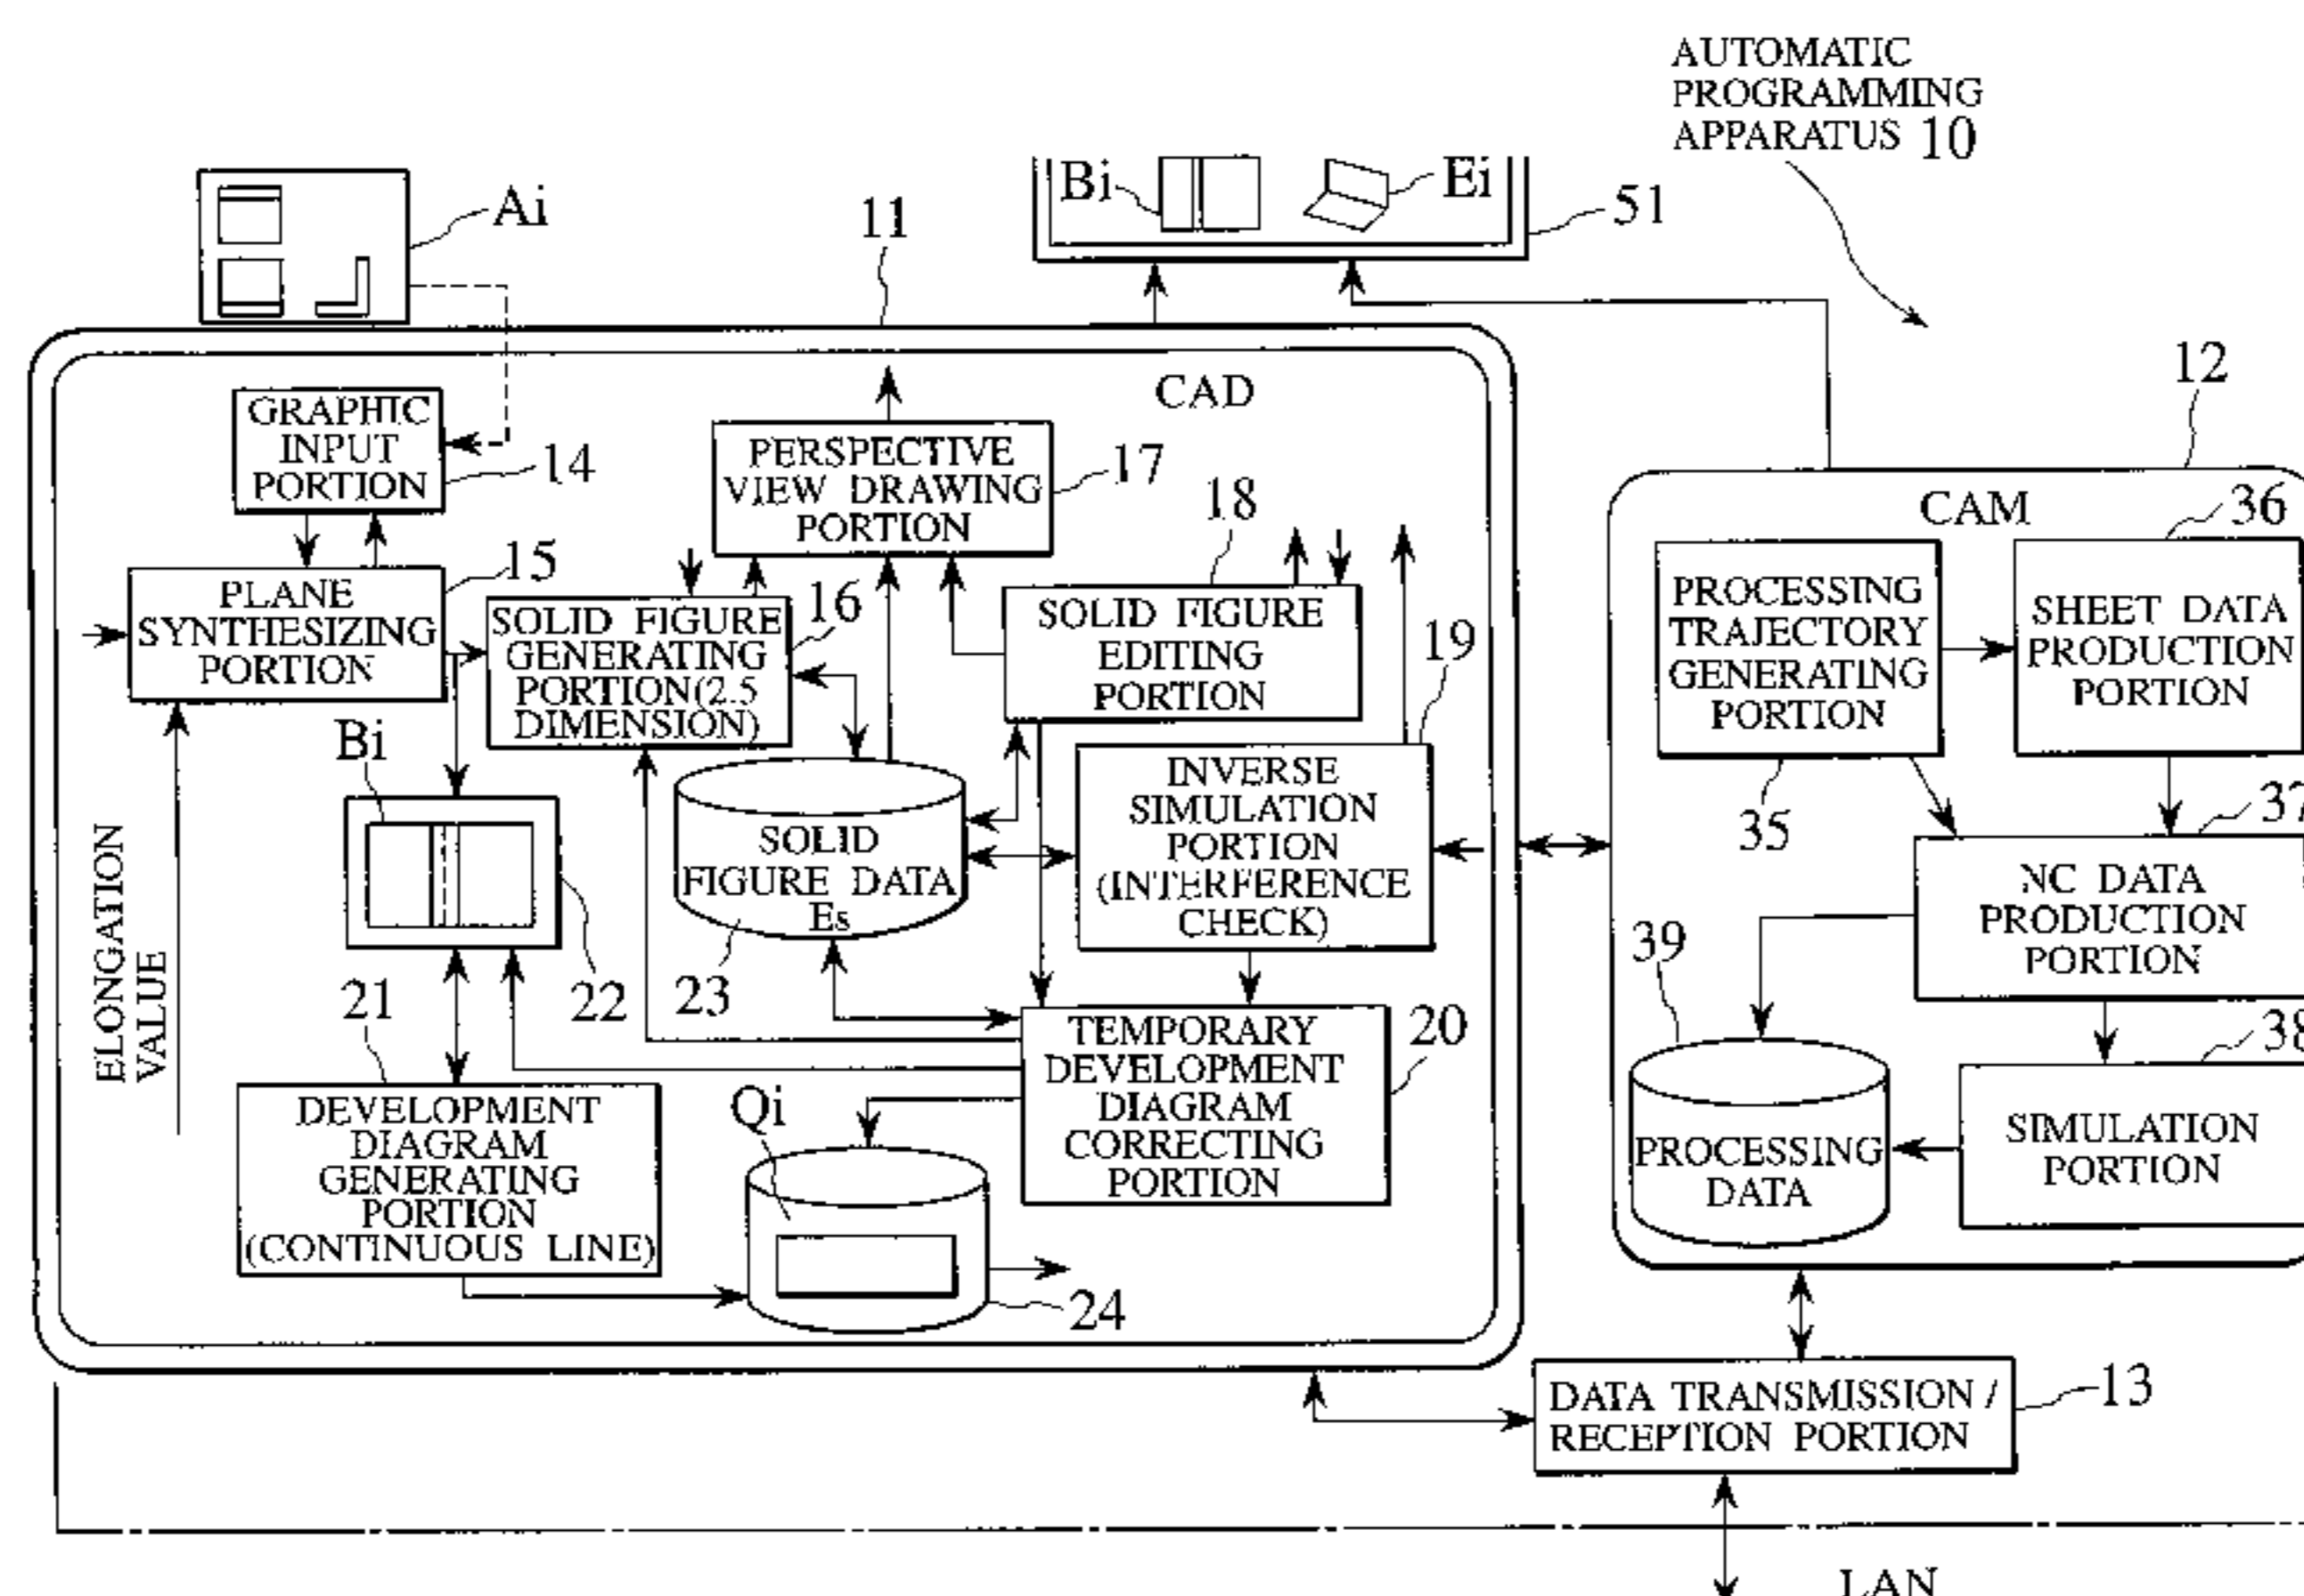 AUTOMATIC
PROGRAMMING
APPARATUS 10
Ai
11
Bi
Ei
51
12
CAD
GRAPHIC
INPUT
PORTION
14
PERSPECTIVE
VIEW DRAWING
PORTION
17
18
CAM
36
PLANE
SYNTHESIZING
PORTION
15
SOLID FIGURE
GENERATING
PORTION(2.5
DIMENSION)
16
SOLID FIGURE
EDITING
PORTION
19
PROCESSING
TRAJECTORY
GENERATING
PORTION
35
SHEET DATA
PRODUCTION
PORTION
37
Bi
22
ELONGATION
VALUE
SOLID
FIGURE DATA
Es
23
INVERSE
SIMULATION
PORTION
(INTERFERENCE
CHECK)
NC DATA
PRODUCTION
PORTION
39
38
21
DEVELOPMENT
DIAGRAM
GENERATING
PORTION
(CONTINUOUS LINE)
Qi
24
TEMPORARY
DEVELOPMENT
DIAGRAM
CORRECTING
PORTION
20
PROCESSING
DATA
SIMULATION
PORTION
DATA TRANSMISSION /
RECEPTION PORTION
13
LAN